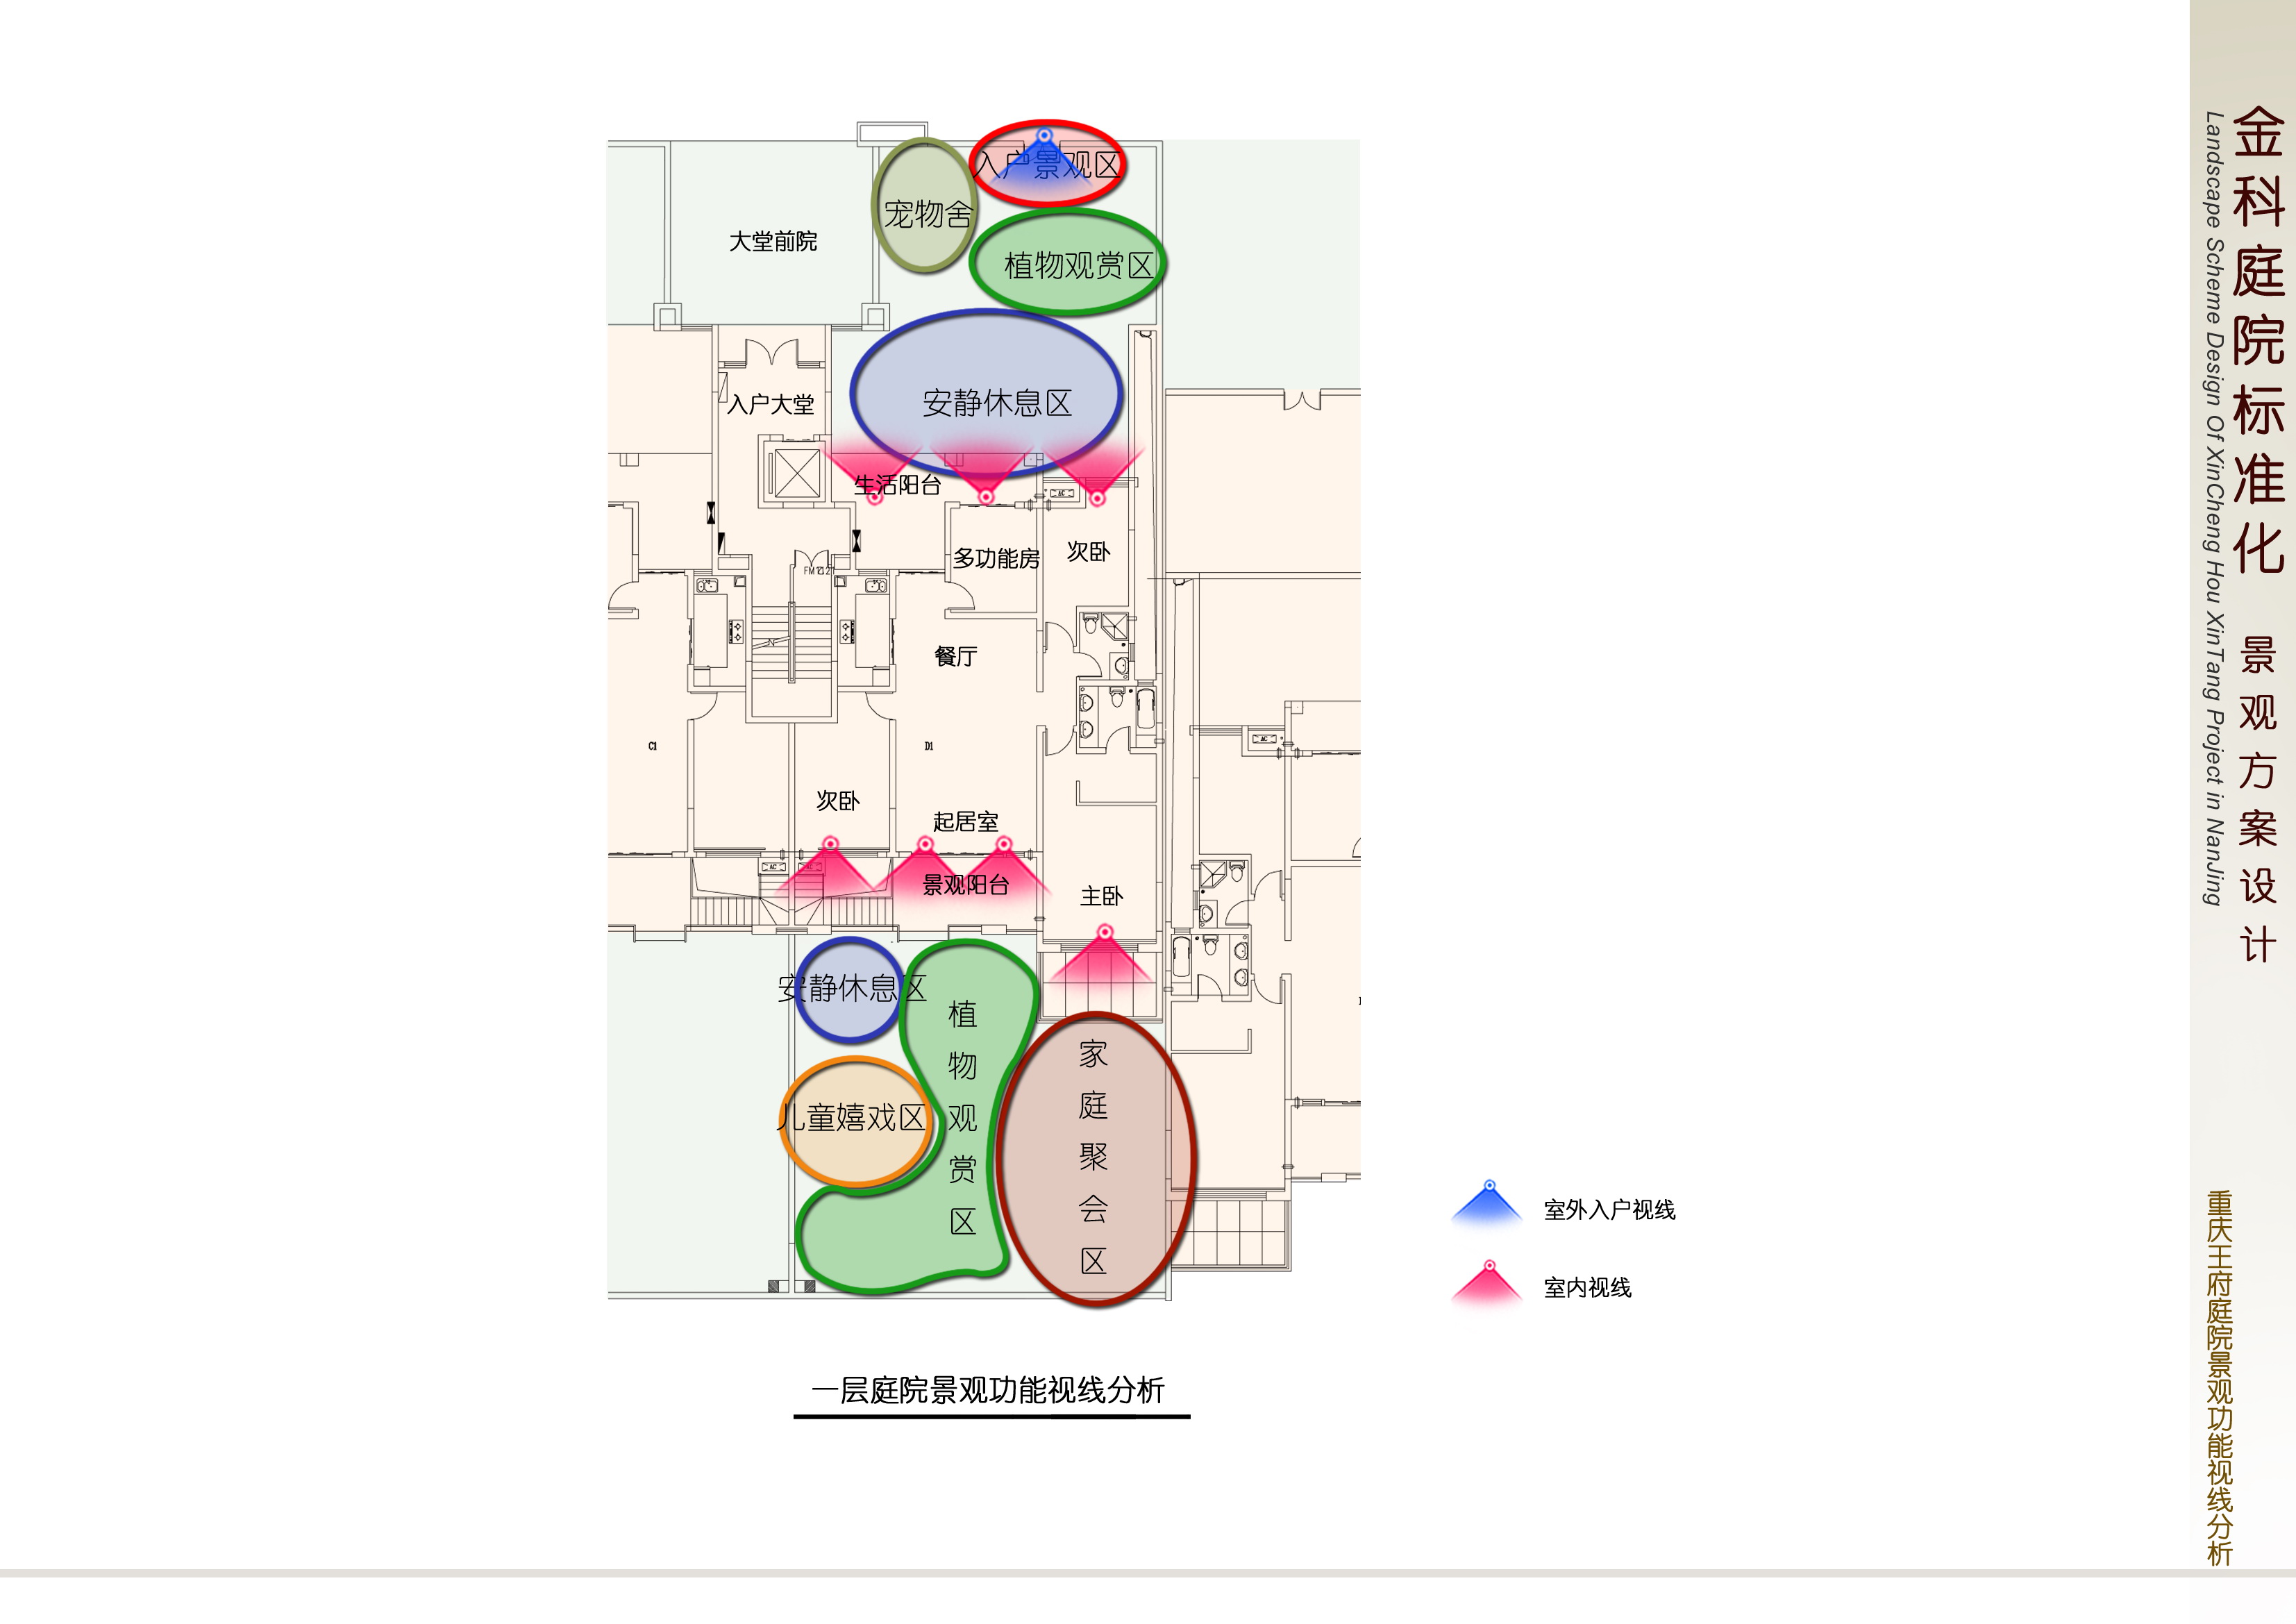 入户景观区
宠物舍
大堂前院
植物观赏区
安静休息区
入户大堂
生活阳台
AC
多功能房
次卧
餐厅
C1
D1
次卧
起居室
AC
AC
景观阳台
主卧
安静休息区
植物观赏区
家庭聚会区
儿童嬉戏区
室外入户视线
室内视线
一层庭院景观功能视线分析
金科庭院标准化 景观方案设计
Landscape Scheme Design Of XinCheng Hou XinTang Project in NanJing
重庆王府庭院景观功能视线分析